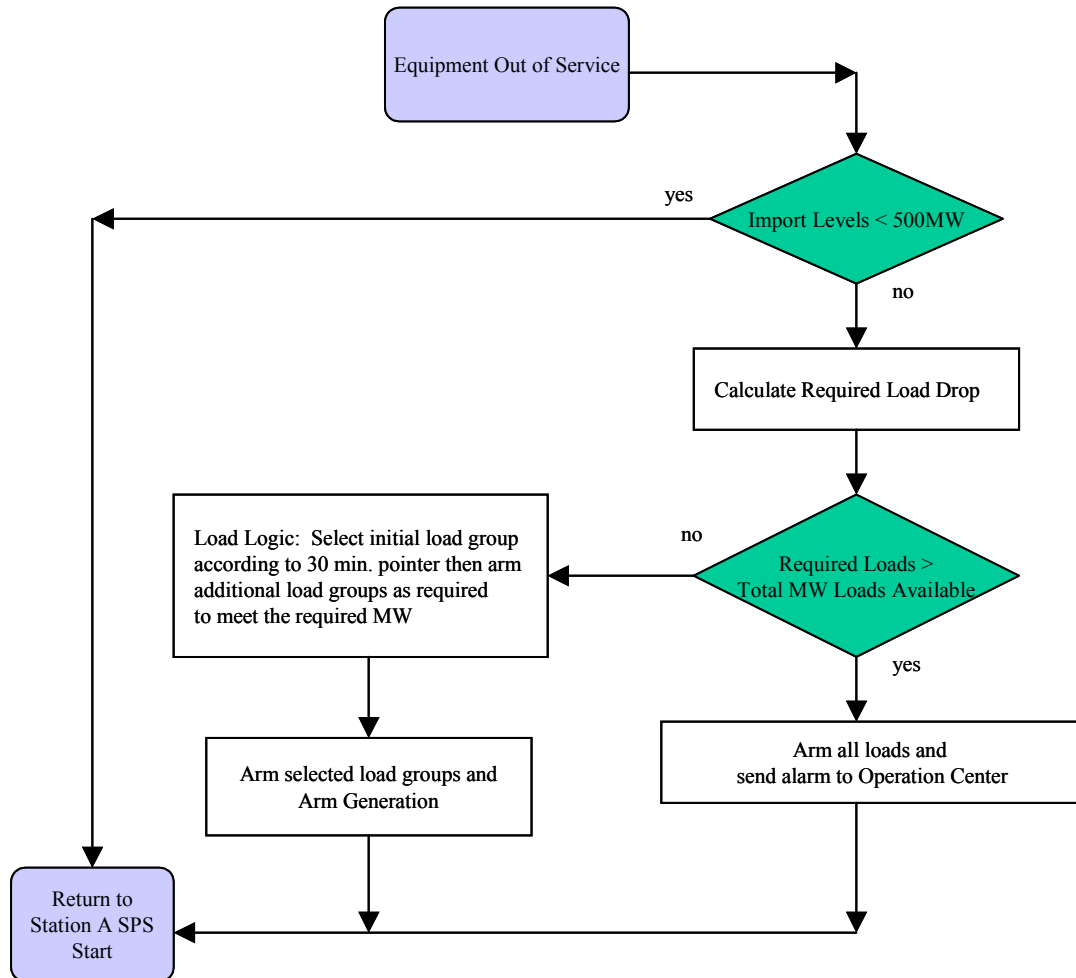 Equipment Out of Service
yes
Import Levels < 500MW
no
Calculate Required Load Drop
Load Logic: Select initial load group
according to 30 min. pointer then arm
additional load groups as required
to meet the required MW
no
Required Loads >
Total MW Loads Available
yes
Arm selected load groups and
Arm Generation
Arm all loads and
send alarm to Operation Center
Return to
Station A SPS
Start